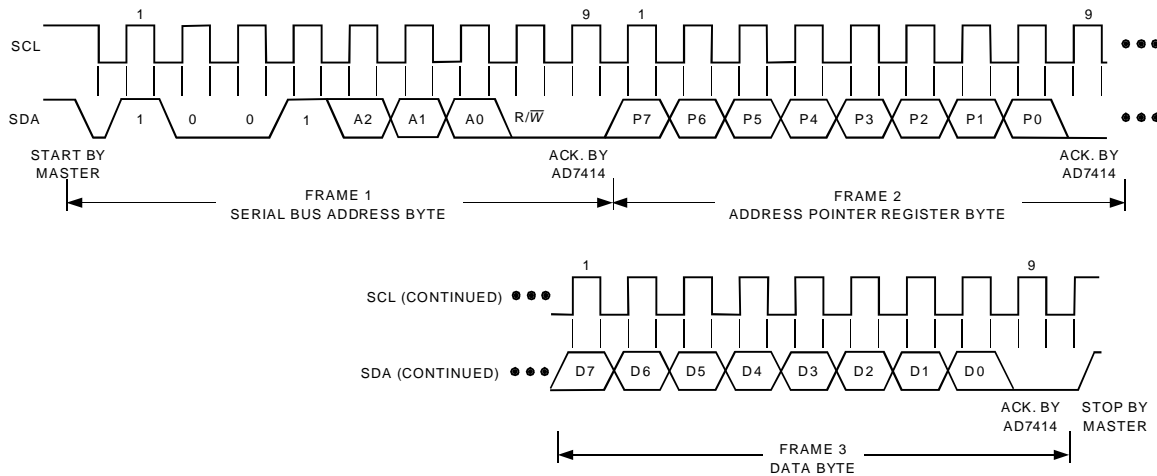 1 9 1 9
SCL
SDA 1 0 0 1 A2 A1 A0 R/W̅ P7 P6 P5 P4 P3 P2 P1 P0
START BY
MASTER
ACK. BY
AD7414
ACK. BY
AD7414
FRAME 1
SERIAL BUS ADDRESS BYTE
FRAME 2
ADDRESS POINTER REGISTER BYTE
1 9
SCL (CONTINUED)
SDA (CONTINUED) D7 D6 D5 D4 D3 D2 D1 D0
ACK. BY
AD7414
STOP BY
MASTER
FRAME 3
DATA BYTE